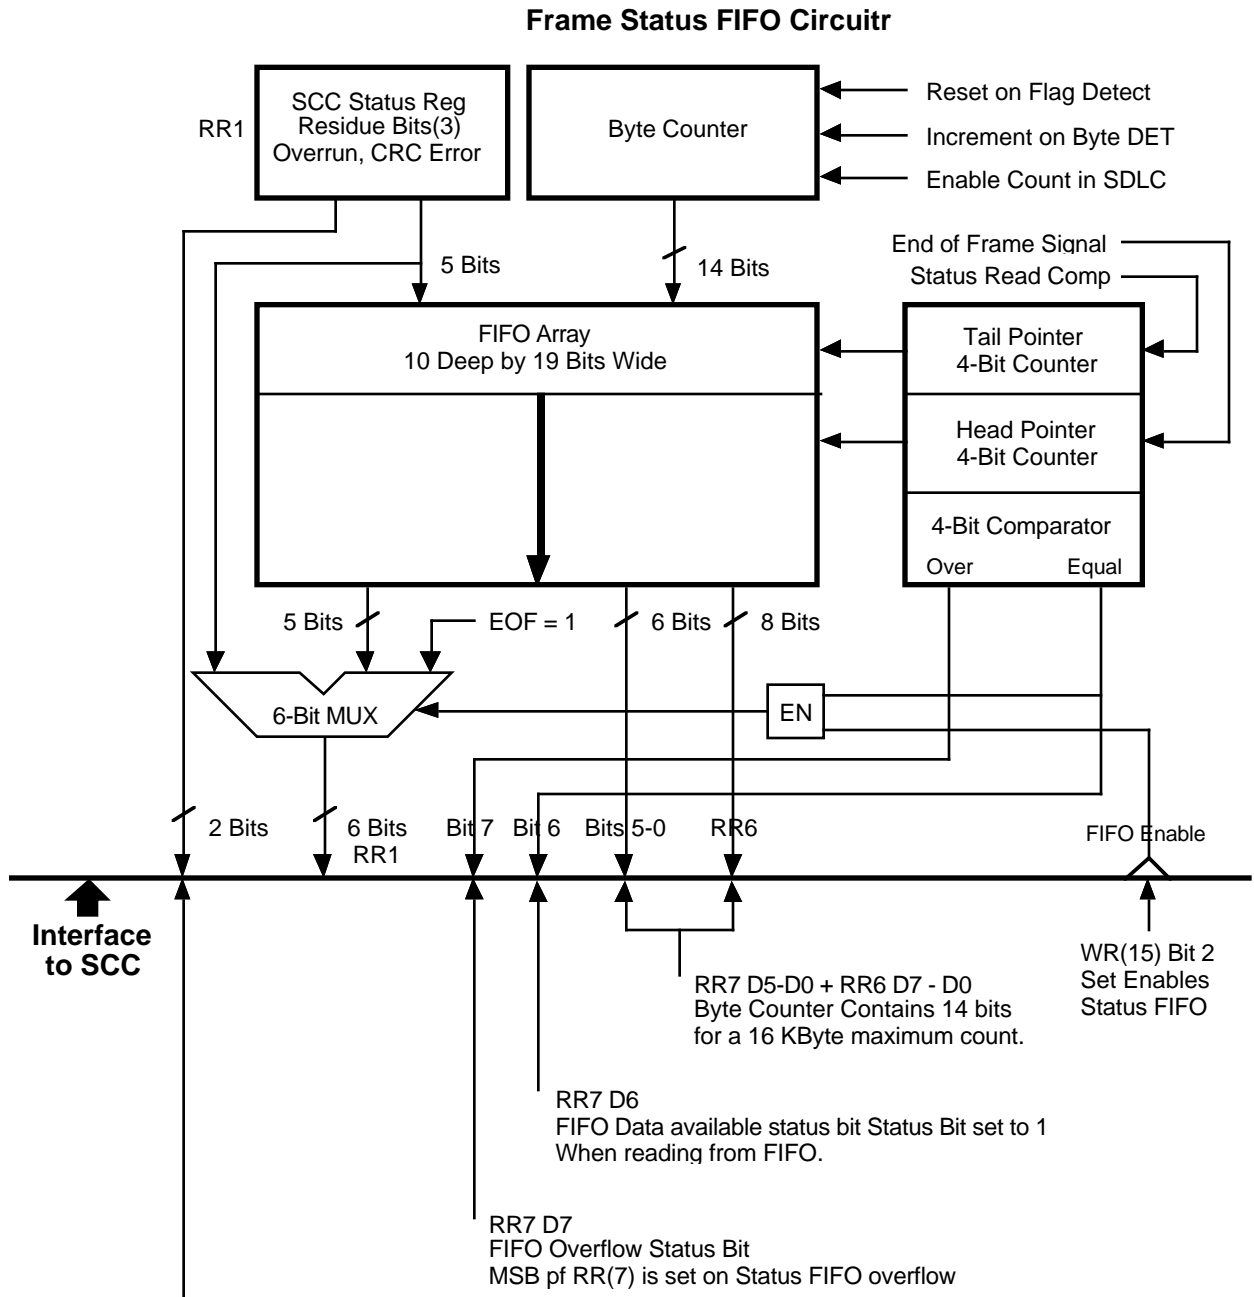 Frame Status FIFO Circuitr
RR1
SCC Status Reg
Residue Bits(3)
Overrun, CRC Error
Byte Counter
Reset on Flag Detect
Increment on Byte DET
Enable Count in SDLC
End of Frame Signal
Status Read Comp
5 Bits
14 Bits
FIFO Array
10 Deep by 19 Bits Wide
Tail Pointer
4-Bit Counter
Head Pointer
4-Bit Counter
4-Bit Comparator
Over
Equal
5 Bits
EOF = 1
6 Bits
8 Bits
6-Bit MUX
EN
2 Bits
6 Bits
RR1
Bit 7
Bit 6
Bits 5-0
RR6
FIFO Enable
Interface
to SCC
WR(15) Bit 2
Set Enables
Status FIFO
RR7 D5-D0 + RR6 D7 - D0
Byte Counter Contains 14 bits
for a 16 KByte maximum count.
RR7 D6
FIFO Data available status bit Status Bit set to 1
When reading from FIFO.
RR7 D7
FIFO Overflow Status Bit
MSB pf RR(7) is set on Status FIFO overflow